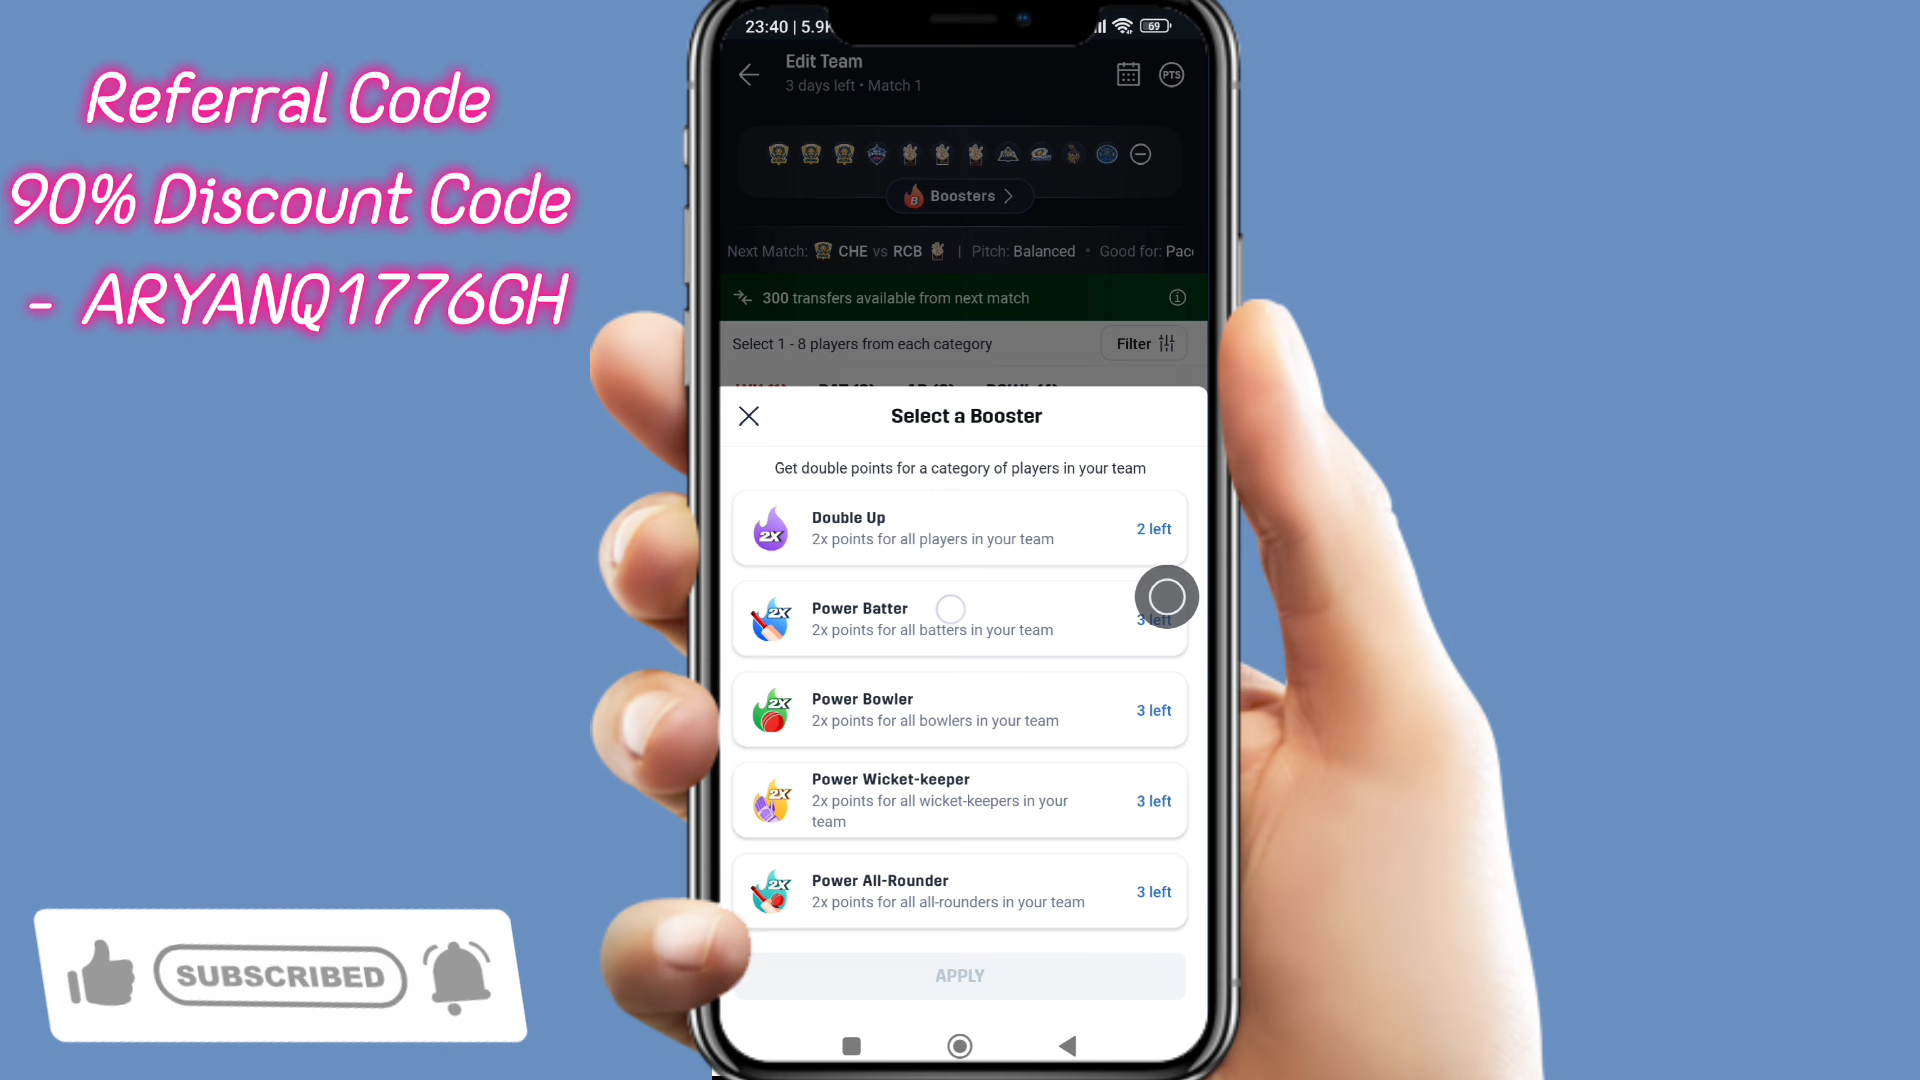 Referral Code
90% Discount Code
- ARYANQ1776GH
23:40 | 5.9K
69
Edit Team
3 days left • Match 1
PTS
Boosters
Next Match: CHE vs RCB | Pitch: Balanced • Good for: Pac
300 transfers available from next match
Select 1 - 8 players from each category
Filter
Select a Booster
Get double points for a category of players in your team
2X
Double Up
2x points for all players in your team
2 left
2X
Power Batter
2x points for all batters in your team
3 left
2X
Power Bowler
2x points for all bowlers in your team
3 left
2X
Power Wicket-keeper
2x points for all wicket-keepers in your
team
3 left
2X
Power All-Rounder
2x points for all all-rounders in your team
3 left
APPLY
SUBSCRIBED